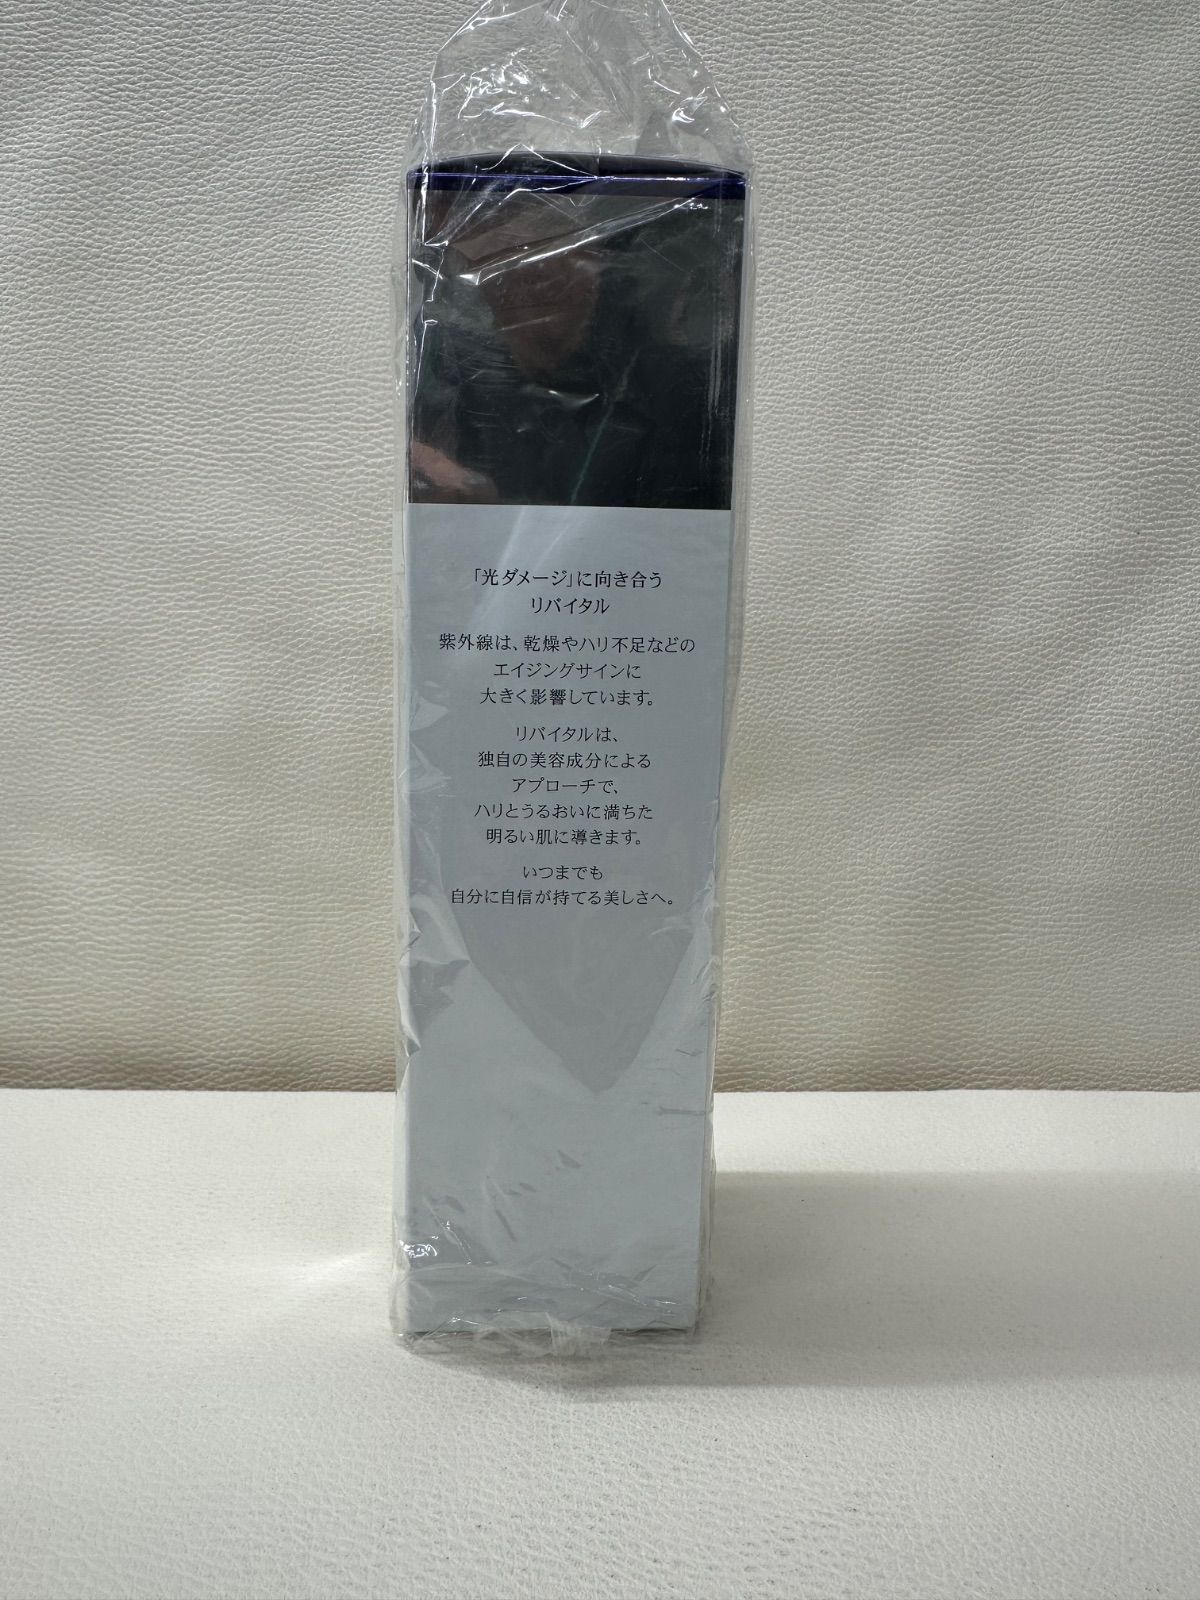 「光ダメージ」に向き合う
リバイタル
紫外線は、乾燥やハリ不足などの
エイジングサインに
大きく影響しています。
リバイタルは、
独自の美容成分による
アプローチで、
ハリとうるおいに満ちた
明るい肌に導きます。
いつまでも
自分に自信が持てる美しさへ。